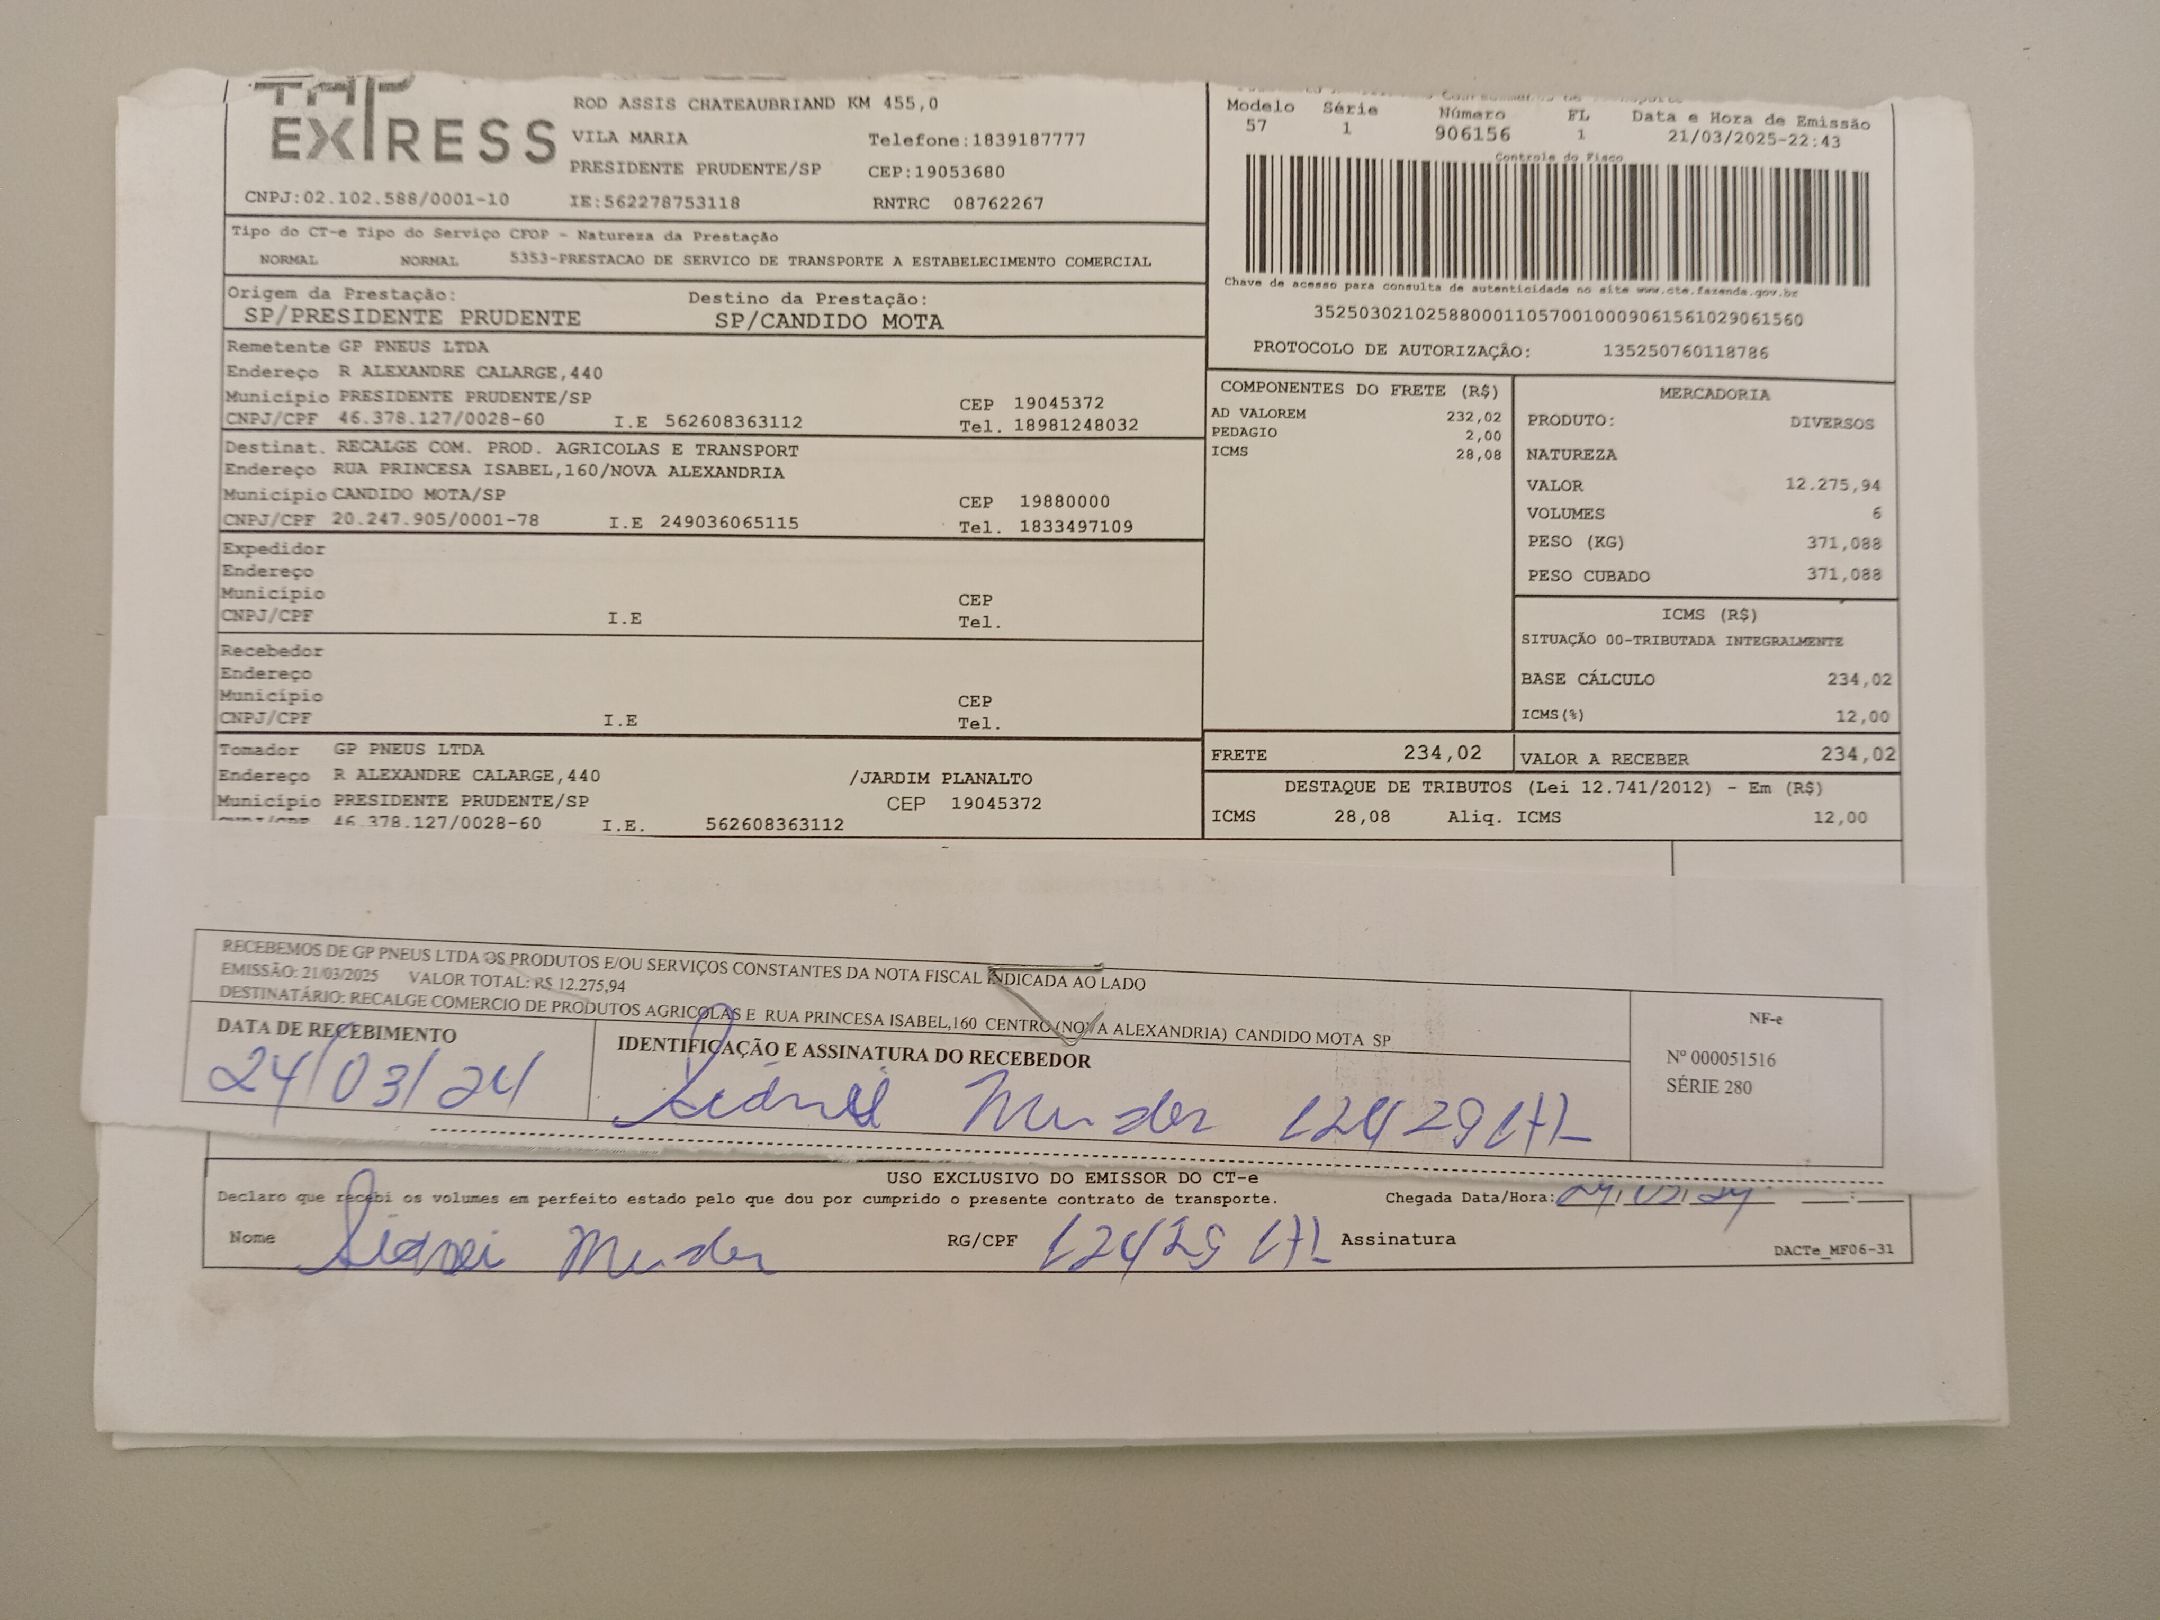 EXPRESS
CNPJ:02.102.588/0001-10
ROD ASSIS CHATEAUBRIAND KM 455,0
VILA MARIA Telefone:1839187777
PRESIDENTE PRUDENTE/SP CEP:19053680
IE:562278753118 RNTRC 08762267
Modelo Série Número FL Data e Hora de Emissão
57 1 906156 1 21/03/2025-22:43
Controle do Fisco
Chave de acesso para consulta de autenticidade no site www.cte.fazenda.gov.br
35250302102588000110570010009061561029061560
PROTOCOLO DE AUTORIZAÇÃO: 135250760118786
Tipo do CT-e Tipo do Serviço CFOP - Natureza da Prestação
NORMAL NORMAL 5353-PRESTACAO DE SERVICO DE TRANSPORTE A ESTABELECIMENTO COMERCIAL
Origem da Prestação: Destino da Prestação:
SP/PRESIDENTE PRUDENTE SP/CANDIDO MOTA
Remetente GP PNEUS LTDA
Endereço R ALEXANDRE CALARGE,440
Município PRESIDENTE PRUDENTE/SP CEP 19045372
CNPJ/CPF 46.378.127/0028-60 I.E 562608363112 Tel. 18981248032
Destinat. RECALGE COM. PROD. AGRICOLAS E TRANSPORT
Endereço RUA PRINCESA ISABEL,160/NOVA ALEXANDRIA
Município CANDIDO MOTA/SP CEP 19880000
CNPJ/CPF 20.247.905/0001-78 I.E 249036065115 Tel. 1833497109
Expedidor
Endereço
Município CEP
CNPJ/CPF I.E Tel.
Recebedor
Endereço
Município CEP
CNPJ/CPF I.E Tel.
Tomador GP PNEUS LTDA
Endereço R ALEXANDRE CALARGE,440 /JARDIM PLANALTO
Município PRESIDENTE PRUDENTE/SP CEP 19045372
CNPJ/CPF 46.378.127/0028-60 I.E. 562608363112
COMPONENTES DO FRETE (R$)
AD VALOREM 232,02
PEDAGIO 2,00
ICMS 28,08
MERCADORIA
PRODUTO: DIVERSOS
NATUREZA
VALOR 12.275,94
VOLUMES 6
PESO (KG) 371,088
PESO CUBADO 371,088
ICMS (R$)
SITUAÇÃO 00-TRIBUTADA INTEGRALMENTE
BASE CÁLCULO 234,02
ICMS(%) 12,00
FRETE 234,02 VALOR A RECEBER 234,02
DESTAQUE DE TRIBUTOS (Lei 12.741/2012) - Em (R$)
ICMS 28,08 Aliq. ICMS 12,00
RECEBEMOS DE GP PNEUS LTDA OS PRODUTOS E/OU SERVIÇOS CONSTANTES DA NOTA FISCAL INDICADA AO LADO
EMISSÃO: 21/03/2025 VALOR TOTAL: R$ 12.275,94
DESTINATÁRIO: RECALGE COMERCIO DE PRODUTOS AGRICOLAS E RUA PRINCESA ISABEL,160 CENTRO (NOVA ALEXANDRIA) CANDIDO MOTA SP
DATA DE RECEBIMENTO IDENTIFICAÇÃO E ASSINATURA DO RECEBEDOR
24/03/24 Sidnei
NF-e
Nº 000051516
SÉRIE 280
USO EXCLUSIVO DO EMISSOR DO CT-e
Declaro que recebi os volumes em perfeito estado pelo que dou por cumprido o presente contrato de transporte. Chegada Data/Hora:
Nome Sidnei RG/CPF Assinatura
DACTe_MF06-31